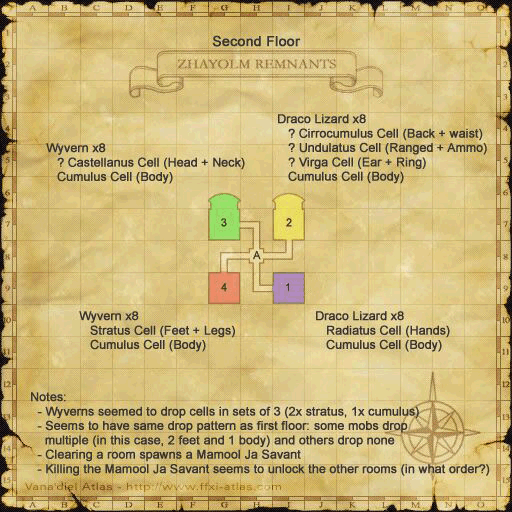 A B C D E F G H I J K L M N O
Second Floor
ZHAYOLM REMNANTS
Wyvern x8
? Castellanus Cell (Head + Neck)
Cumulus Cell (Body)
Draco Lizard x8
? Cirrocumulus Cell (Back + waist)
? Undulatus Cell (Ranged + Ammo)
? Virga Cell (Ear + Ring)
Cumulus Cell (Body)
3
2
A
4
1
Wyvern x8
Stratus Cell (Feet + Legs)
Cumulus Cell (Body)
Draco Lizard x8
Radiatus Cell (Hands)
Cumulus Cell (Body)
Notes:
- Wyverns seemed to drop cells in sets of 3 (2x stratus, 1x cumulus)
- Seems to have same drop pattern as first floor: some mobs drop
multiple (in this case, 2 feet and 1 body) and others drop none
- Clearing a room spawns a Mamool Ja Savant
- Killing the Mamool Ja Savant seems to unlock the other rooms (in what order?)
Vana'diel Atlas - http://www.ffxi-atlas.com